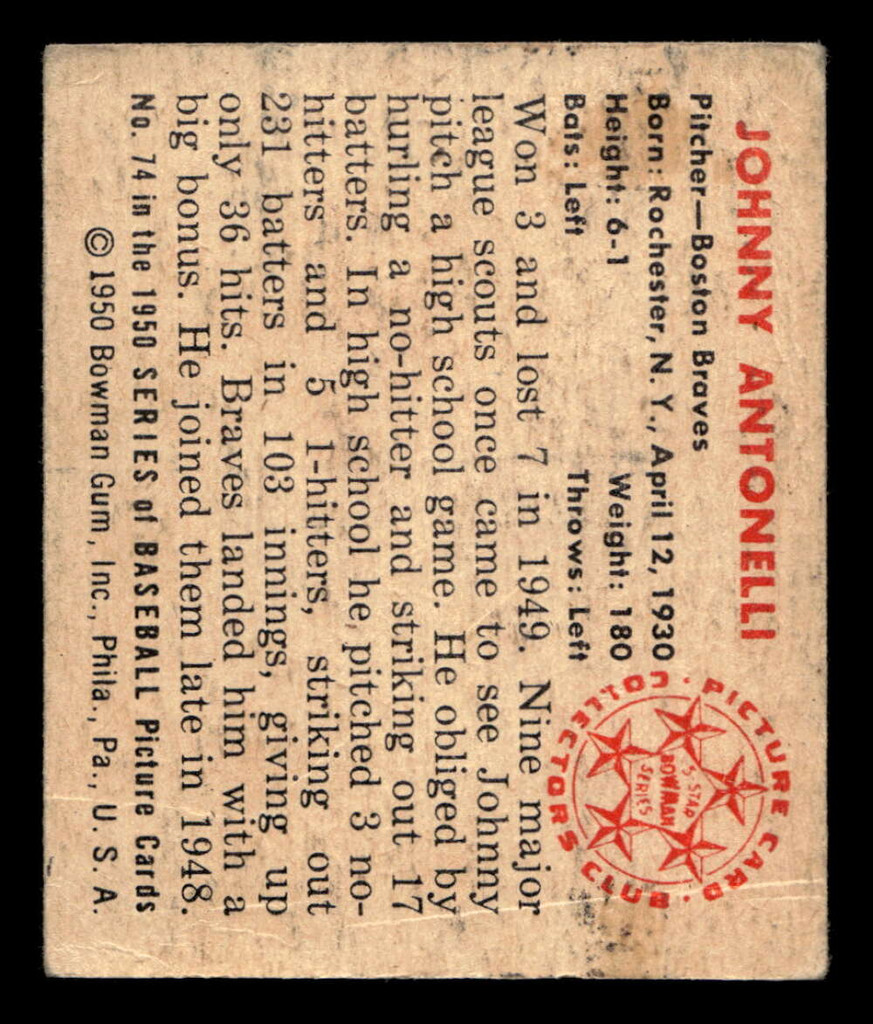 JOHNNY ANTONELLI
Pitcher—Boston Braves
Born: Rochester, N. Y., April 12, 1930
Height: 6-1 Weight: 180
Bats: Left Throws: Left
PICTURE CARD · COLLECTORS CLUB ·
5-STAR
BOWMAN
SERIES
Won 3 and lost 7 in 1949. Nine major
league scouts once came to see Johnny
pitch a high school game. He obliged by
hurling a no-hitter and striking out 17
batters. In high school he pitched 3 no-
hitters and 5 1-hitters, striking out
231 batters in 103 innings, giving up
only 36 hits. Braves landed him with a
big bonus. He joined them late in 1948.
No. 74 in the 1950 SERIES of BASEBALL Picture Cards
© 1950 Bowman Gum, Inc., Phila., Pa., U. S. A.